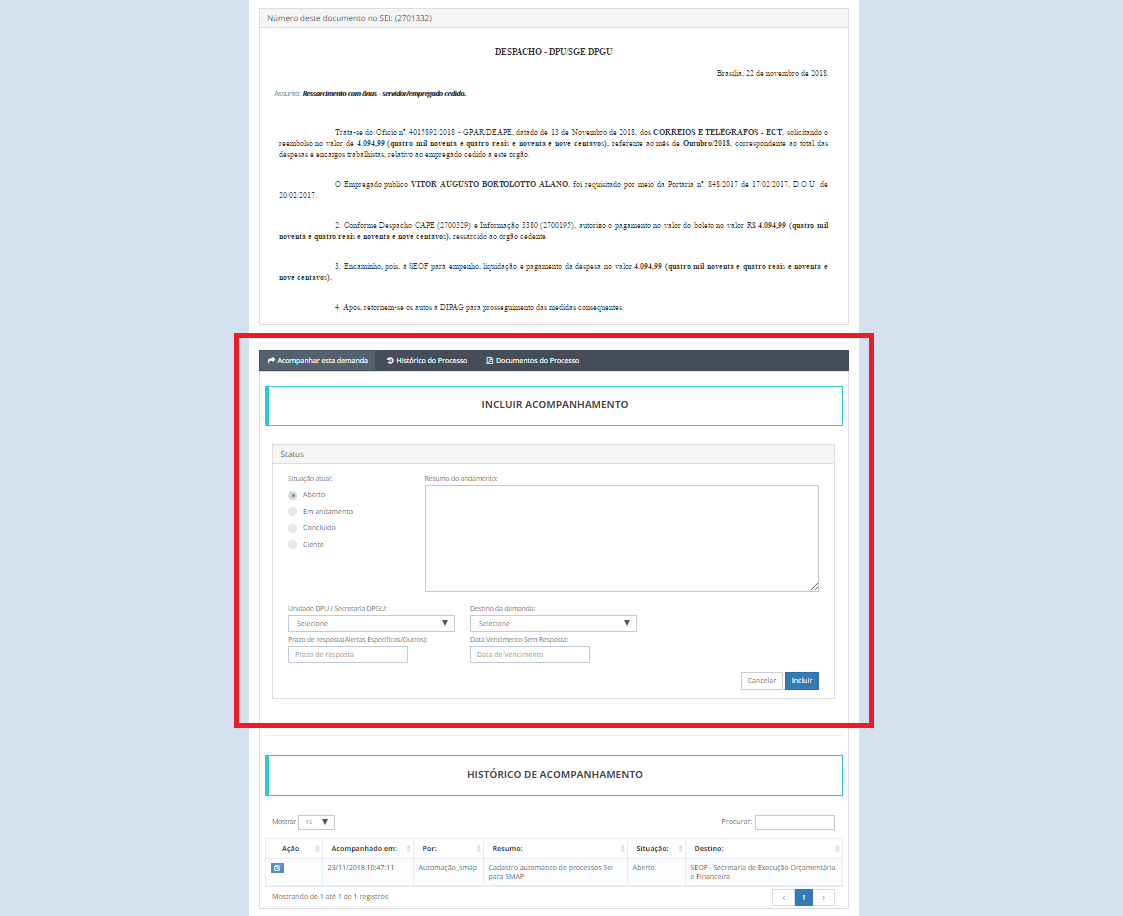 Número deste documento no SEI: (2701332)
DESPACHO - DPU/SGE DPGU
Brasília, 22 de novembro de 2018.
Assunto: Ressarcimento com ônus - servidor/empregado cedido.
Trata-se do Ofício nº. 4015892/2018 - GPAR/DEAPE, datado de 13 de Novembro de 2018, dos CORREIOS E TELÉGRAFOS - ECT, solicitando o
reembolso no valor de 4.094,99 (quatro mil noventa e quatro reais e noventa e nove centavos), referente ao mês de Outubro/2018, correspondente ao total das
despesas e encargos trabalhistas, relativo ao empregado cedido a este órgão.
O Empregado público VITOR AUGUSTO BORTOLOTTO ALANO, foi requisitado por meio da Portaria nº. 848/2017 de 17/02/2017, D.O.U. de
20/02/2017.
2. Conforme Despacho CAPE (2700329) e Informação 3380 (2700195), autorizo o pagamento no valor do boleto no valor R$ 4.094,99 (quatro mil
noventa e quatro reais e noventa e nove centavos), ressarcido ao órgão cedente.
3. Encaminho, pois, a SEOF para empenho, liquidação e pagamento da despesa no valor 4.094,99 (quatro mil noventa e quatro reais e noventa e
nove centavos).
4. Após, retornem-se os autos a DIPAG para prosseguimento das medidas consequentes.
Acompanhar esta demanda Histórico do Processo Documentos do Processo
INCLUIR ACOMPANHAMENTO
Status
Situação atual: Resumo do andamento:
Aberto
Em andamento
Concluído
Ciente
Unidade DPU / Secretaria DPGU: Destino da demanda:
Selecione Selecione
Prazo de resposta(Alertas Específicos/Outros): Data Vencimento Sem Resposta:
Prazo de resposta Data de Vencimento
Cancelar Incluir
HISTÓRICO DE ACOMPANHAMENTO
Mostrar 10 Procurar:
Ação Acompanhado em: Por: Resumo: Situação: Destino:
23/11/2018 10:47:11 Automação_smap Cadastro automatico de processos Sei Aberto SEOF - Secretaria de Execução Orçamentária
para SMAP e Financeira
Mostrando de 1 até 1 de 1 registros ‹ 1 ›